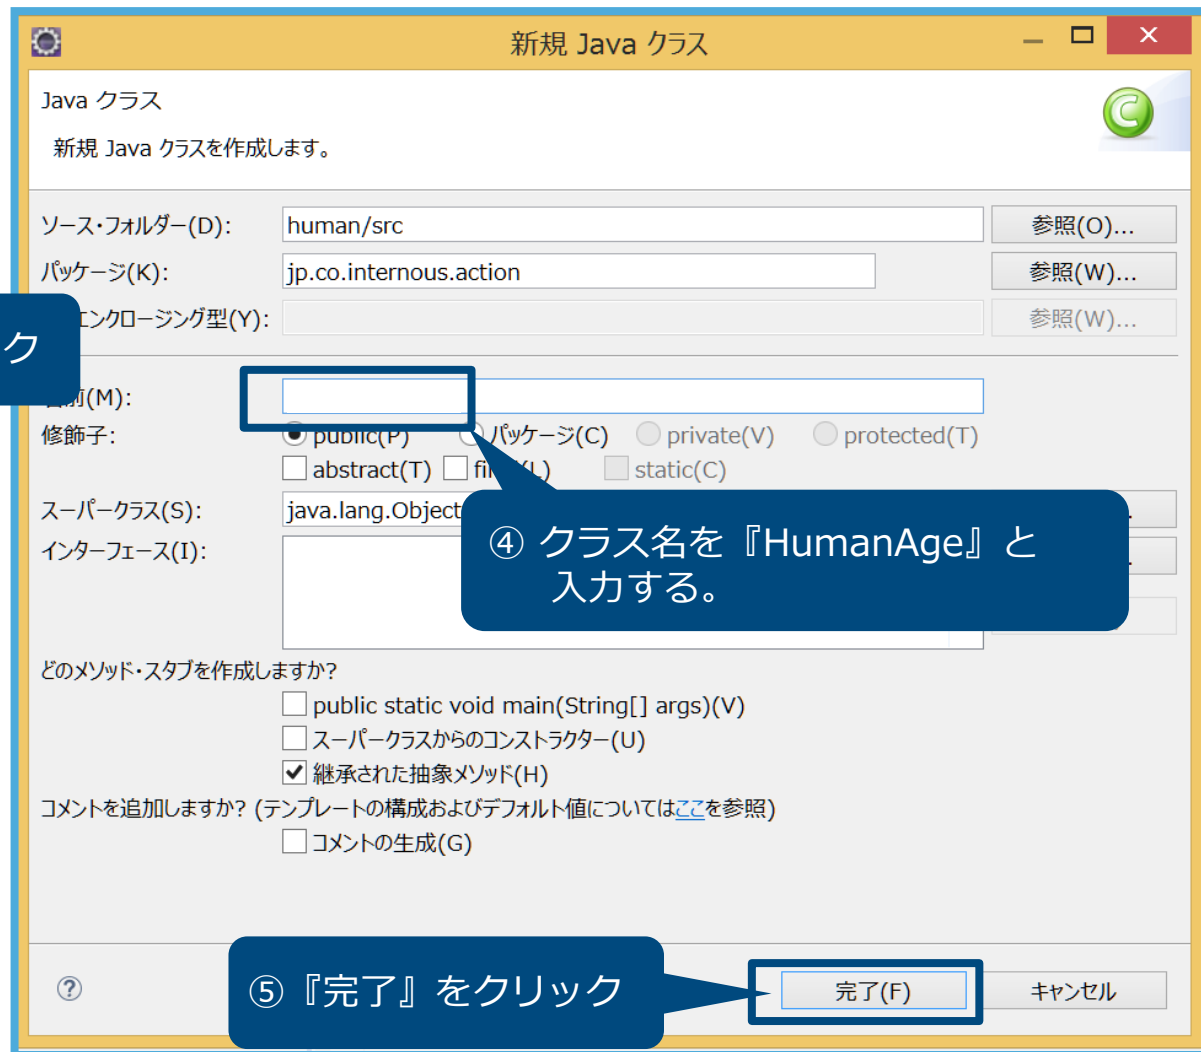 新規 Java クラス
Java クラス
新規 Java クラスを作成します。
ソース・フォルダー(D): human/src 参照(O)...
パッケージ(K): jp.co.internous.action 参照(W)...
エンクロージング型(Y): 参照(W)...
ク
名前(M):
修飾子: public(P) パッケージ(C) private(V) protected(T)
abstract(T) final(L) static(C)
スーパークラス(S): java.lang.Object
インターフェース(I):
④ クラス名を『HumanAge』と
入力する。
どのメソッド・スタブを作成しますか?
public static void main(String[] args)(V)
スーパークラスからのコンストラクター(U)
継承された抽象メソッド(H)
コメントを追加しますか? (テンプレートの構成およびデフォルト値についてはここを参照)
コメントの生成(G)
⑤『完了』をクリック
完了(F) キャンセル